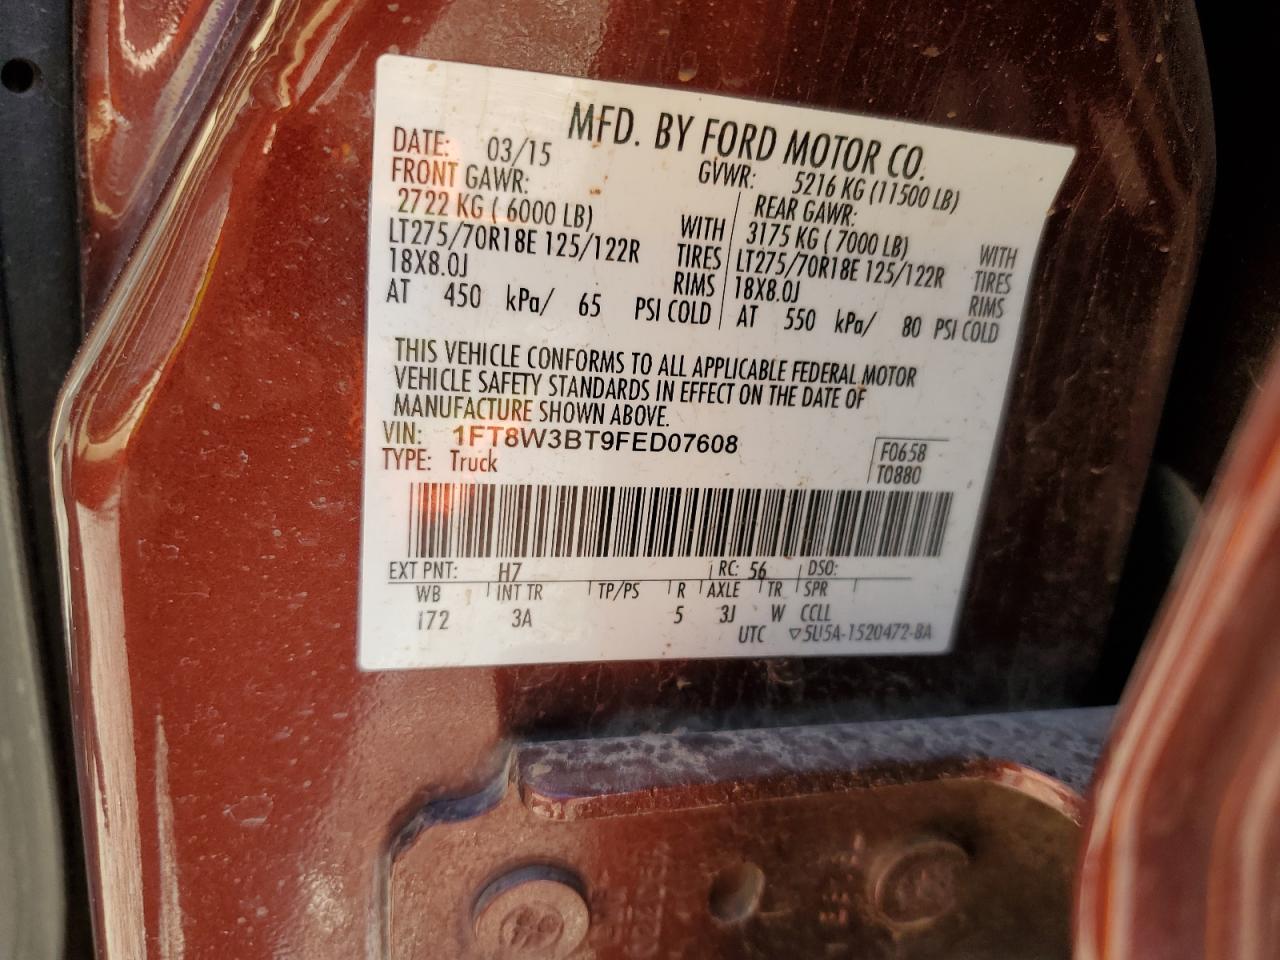 MFD. BY FORD MOTOR CO.
DATE: 03/15 GVWR: 5216 KG (11500 LB)
FRONT GAWR: REAR GAWR:
2722 KG ( 6000 LB) WITH 3175 KG ( 7000 LB) WITH
LT275/70R18E 125/122R TIRES LT275/70R18E 125/122R TIRES
18X8.0J RIMS 18X8.0J RIMS
AT 450 kPa/ 65 PSI COLD AT 550 kPa/ 80 PSI COLD
THIS VEHICLE CONFORMS TO ALL APPLICABLE FEDERAL MOTOR
VEHICLE SAFETY STANDARDS IN EFFECT ON THE DATE OF
MANUFACTURE SHOWN ABOVE.
VIN: 1FT8W3BT9FED07608 F0658
TYPE: Truck T0880
EXT PNT: H7 RC: 56 DSO:
WB INT TR TP/PS R AXLE TR SPR
172 3A 5 3J W CCLL
UTC ▽5U5A-1520472-BA